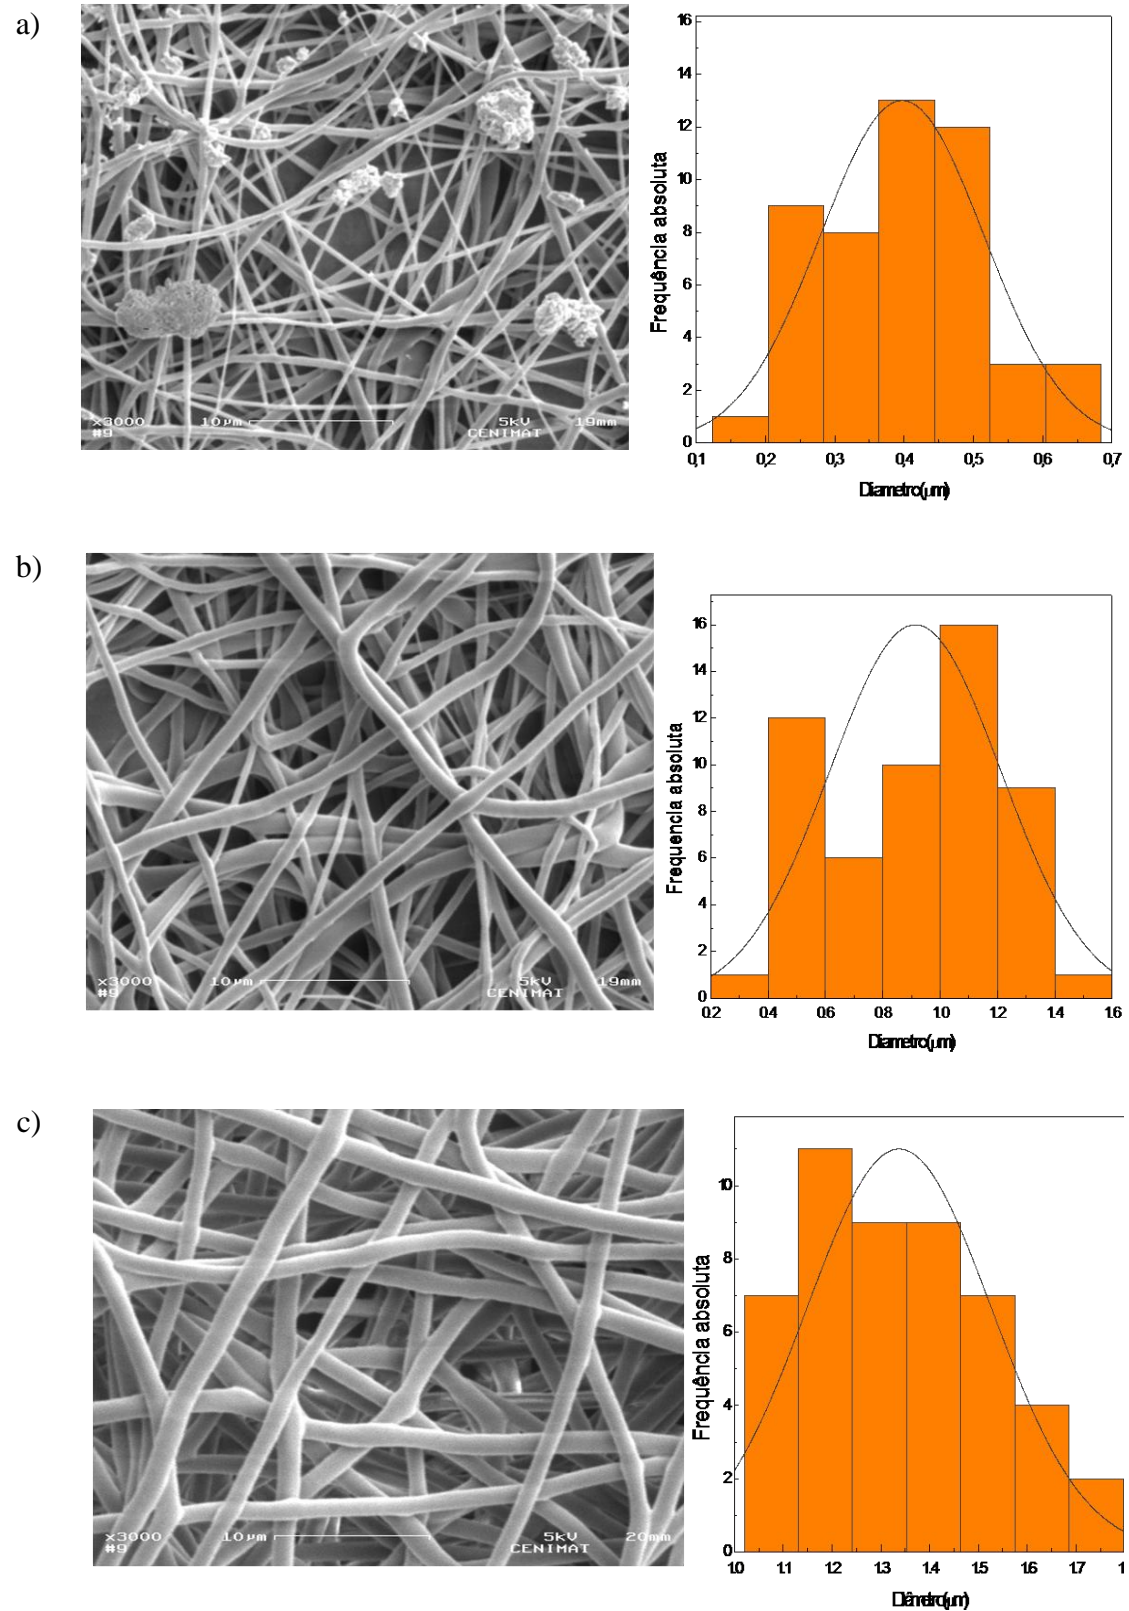 a)
x3000 10µm 5kV 19mm
#9 CENIMAT
16
14
12
10
8
6
4
2
0
0,1 0,2 0,3 0,4 0,5 0,6 0,7
Frequência absoluta
Diametro(µm)
b)
x3000 10µm 5kV 19mm
#9 CENIMAT
16
14
12
10
8
6
4
2
0
0.2 0.4 0.6 0.8 1.0 1.2 1.4 1.6
Frequencia absoluta
Diametro(µm)
c)
x3000 10µm 5kV 20mm
#9 CENIMAT
10
8
6
4
2
0
1.0 1.1 1.2 1.3 1.4 1.5 1.6 1.7
Frequência absoluta
Diâmetro(µm)